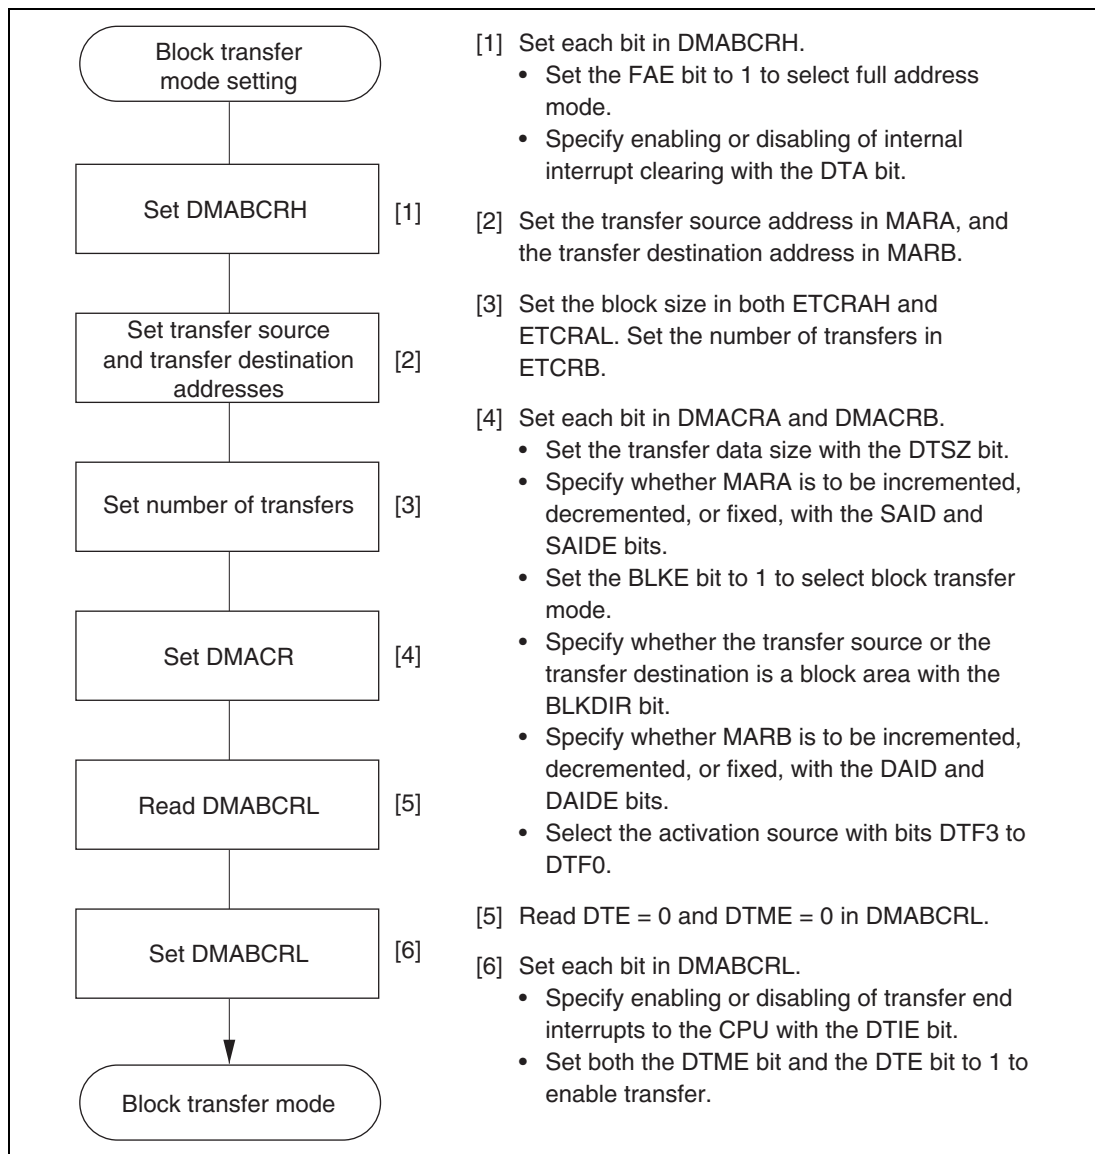 Block transfer
mode setting
Set DMABCRH
[1]
Set transfer source
and transfer destination
addresses
[2]
Set number of transfers
[3]
Set DMACR
[4]
Read DMABCRL
[5]
Set DMABCRL
[6]
Block transfer mode
[1] Set each bit in DMABCRH.
• Set the FAE bit to 1 to select full address
mode.
• Specify enabling or disabling of internal
interrupt clearing with the DTA bit.
[2] Set the transfer source address in MARA, and
the transfer destination address in MARB.
[3] Set the block size in both ETCRAH and
ETCRAL. Set the number of transfers in
ETCRB.
[4] Set each bit in DMACRA and DMACRB.
• Set the transfer data size with the DTSZ bit.
• Specify whether MARA is to be incremented,
decremented, or fixed, with the SAID and
SAIDE bits.
• Set the BLKE bit to 1 to select block transfer
mode.
• Specify whether the transfer source or the
transfer destination is a block area with the
BLKDIR bit.
• Specify whether MARB is to be incremented,
decremented, or fixed, with the DAID and
DAIDE bits.
• Select the activation source with bits DTF3 to
DTF0.
[5] Read DTE = 0 and DTME = 0 in DMABCRL.
[6] Set each bit in DMABCRL.
• Specify enabling or disabling of transfer end
interrupts to the CPU with the DTIE bit.
• Set both the DTME bit and the DTE bit to 1 to
enable transfer.